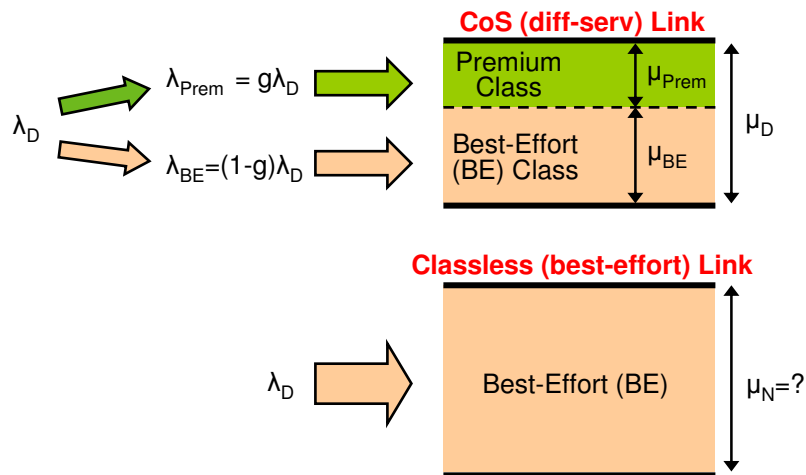 CoS (diff-serv) Link
λD
λPrem = gλD
λBE=(1-g)λD
Premium
Class
μPrem
Best-Effort
(BE) Class
μBE
μD
Classless (best-effort) Link
λD
Best-Effort (BE)
μN=?